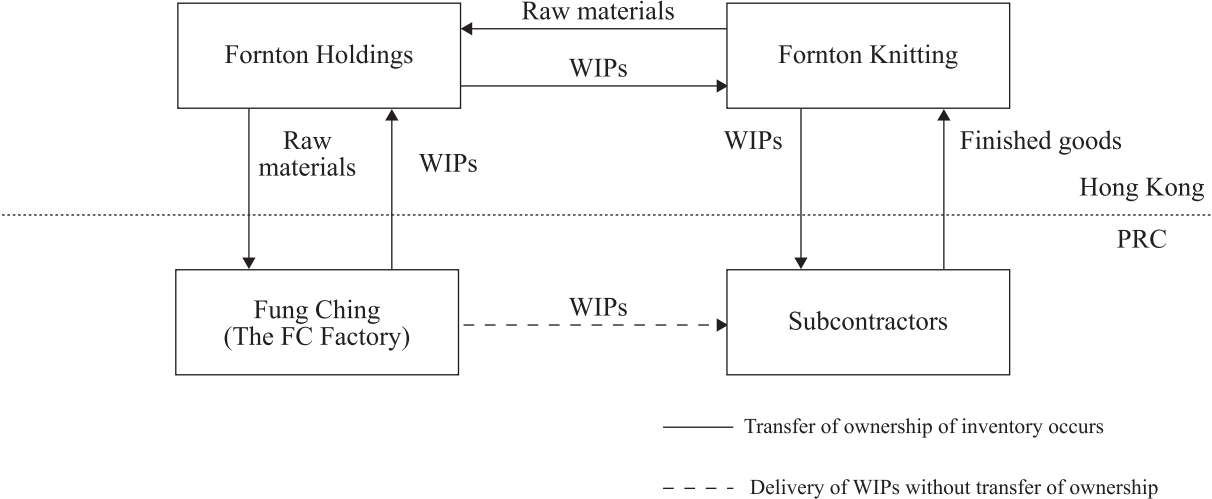 Raw materials
Fornton Holdings
Fornton Knitting
WIPs
Raw
materials
WIPs
WIPs
Finished goods
Hong Kong
PRC
Fung Ching
(The FC Factory)
WIPs
Subcontractors
Transfer of ownership of inventory occurs
Delivery of WIPs without transfer of ownership